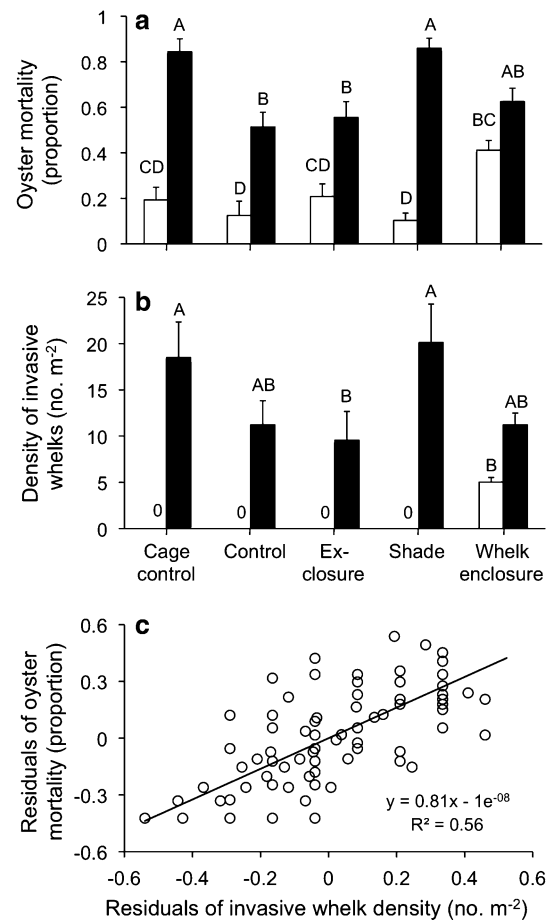 a
1
0.8
0.6
0.4
0.2
0
Oyster mortality
(proportion)
CD
A
D
B
CD
B
D
A
BC
AB
b
25
20
15
10
5
0
Density of invasive
whelks (no. m-2)
0
A
0
AB
0
B
0
A
B
AB
Cage
control
Control
Ex-
closure
Shade
Whelk
enclosure
c
0.6
0.3
0
-0.3
-0.6
Residuals of oyster
mortality (proportion)
y = 0.81x - 1e-08
R² = 0.56
-0.6 -0.4 -0.2 0 0.2 0.4 0.6
Residuals of invasive whelk density (no. m-2)